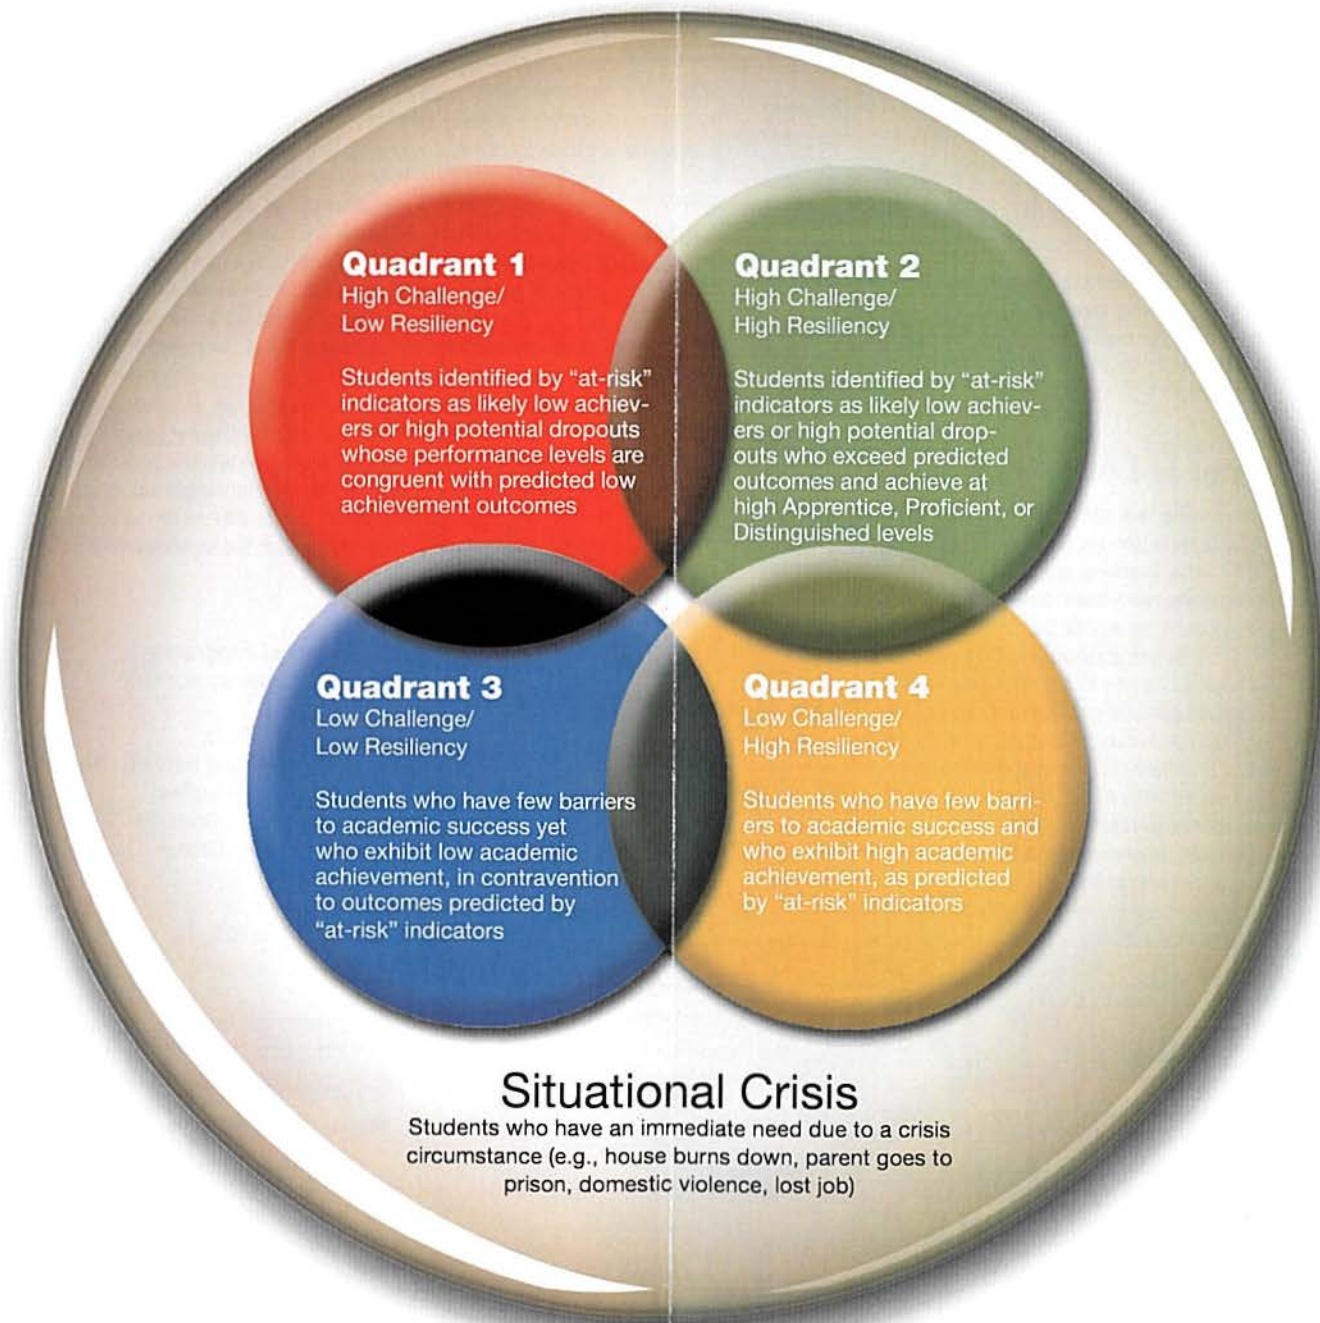 Quadrant 1
High Challenge/
Low Resiliency
Students identified by “at-risk”
indicators as likely low achiev-
ers or high potential dropouts
whose performance levels are
congruent with predicted low
achievement outcomes
Quadrant 2
High Challenge/
High Resiliency
Students identified by “at-risk”
indicators as likely low achiev-
ers or high potential drop-
outs who exceed predicted
outcomes and achieve at
high Apprentice, Proficient, or
Distinguished levels
Quadrant 3
Low Challenge/
Low Resiliency
Students who have few barriers
to academic success yet
who exhibit low academic
achievement, in contravention
to outcomes predicted by
“at-risk” indicators
Quadrant 4
Low Challenge/
High Resiliency
Students who have few barri-
ers to academic success and
who exhibit high academic
achievement, as predicted
by “at-risk” indicators
Situational Crisis
Students who have an immediate need due to a crisis
circumstance (e.g., house burns down, parent goes to
prison, domestic violence, lost job)